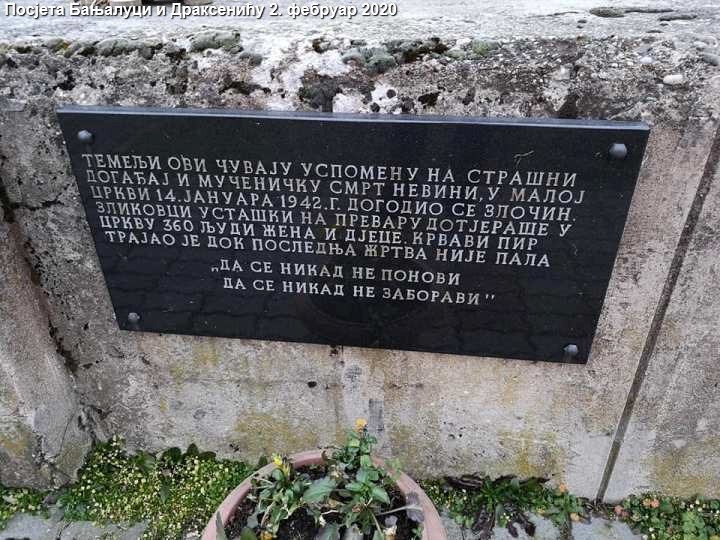 Посјета Бањалуци и Драксенићу 2. фебруар 2020
ТЕМЕЉИ ОВИ ЧУВАЈУ УСПОМЕНУ НА СТРАШНИ
ДОГАЂАЈ И МУЧЕНИЧКУ СМРТ НЕВИНИ, У МАЛОЈ
ЦРКВИ 14. ЈАНУАРА 1942. Г. ДОГОДИО СЕ ЗЛОЧИН.
ЗЛИКОВЦИ УСТАШКИ НА ПРЕВАРУ ДОТЈЕРАШЕ У
ЦРКВУ 360 ЉУДИ ЖЕНА И ДЈЕЦЕ. КРВАВИ ПИР
ТРАЈАО ЈЕ ДОК ПОСЛЕДЊА ЖРТВА НИЈЕ ПАЛА
„ДА СЕ НИКАД НЕ ПОНОВИ
ДА СЕ НИКАД НЕ ЗАБОРАВИ"